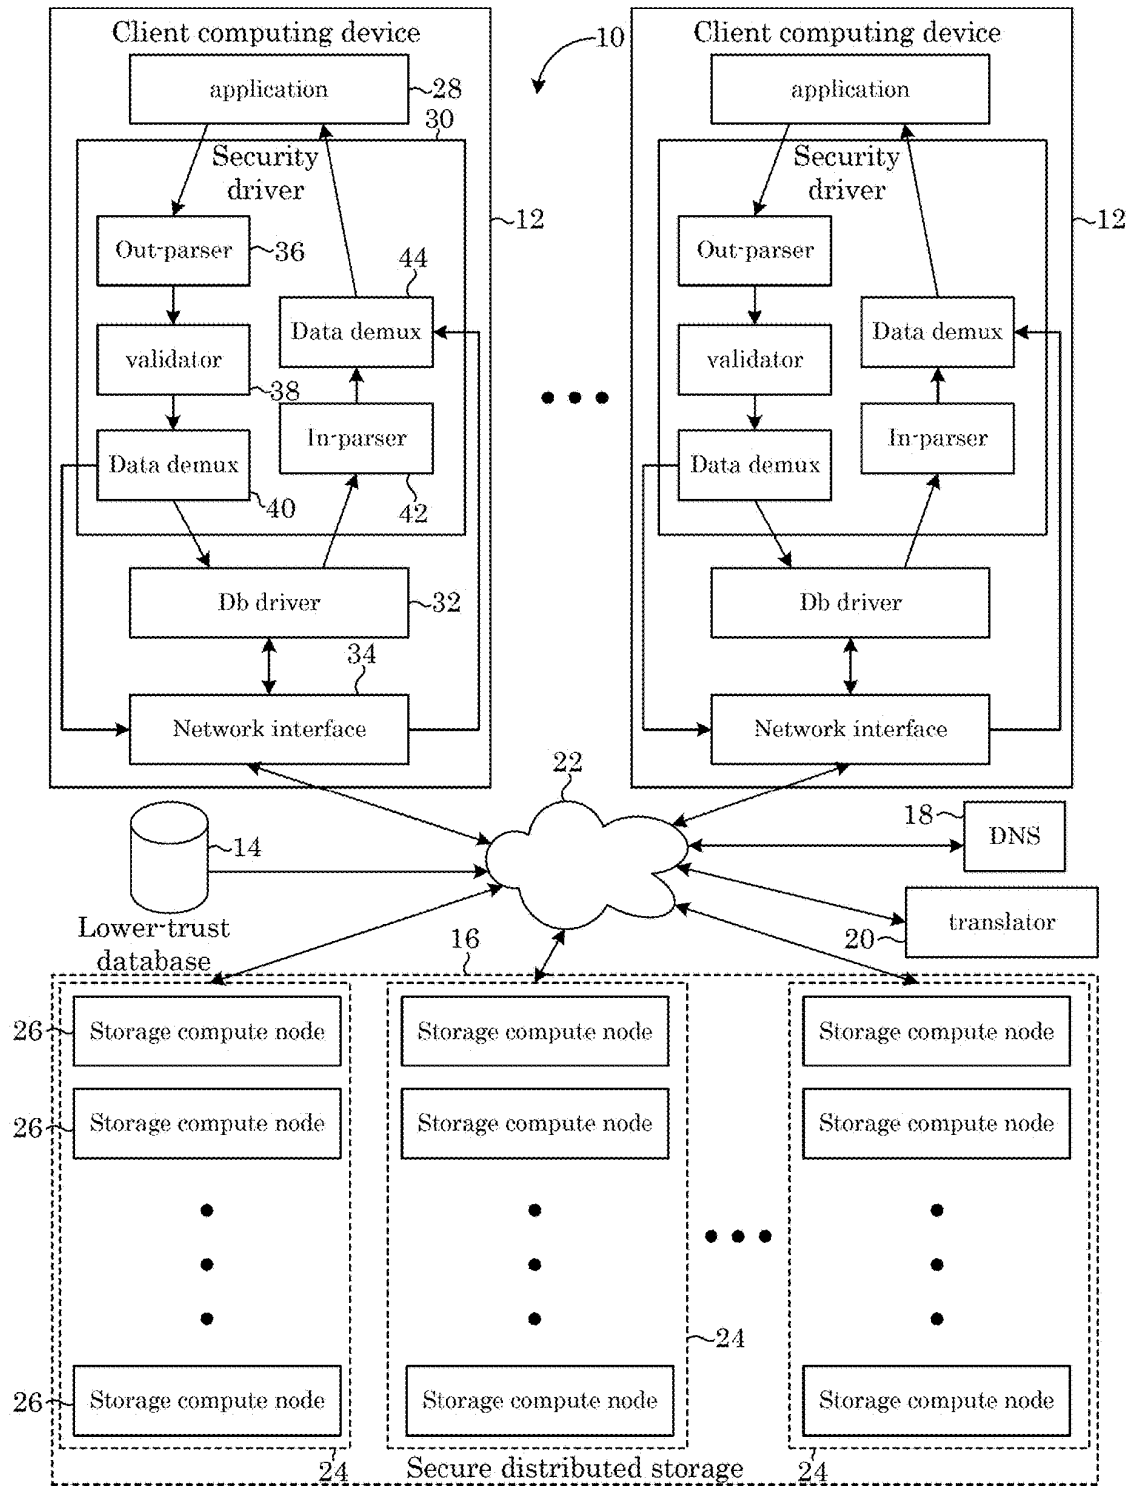 Client computing device
application
28
30
Security
driver
Out-parser
36
44
Data demux
validator
38
In-parser
Data demux
40
42
Db driver
32
34
Network interface
12
10
Client computing device
application
Security
driver
Out-parser
Data demux
validator
In-parser
Data demux
Db driver
Network interface
12
22
14
Lower-trust
database
18
DNS
20
translator
16
26
Storage compute node
Storage compute node
Storage compute node
26
Storage compute node
Storage compute node
Storage compute node
24
26
Storage compute node
Storage compute node
Storage compute node
24
Secure distributed storage
24